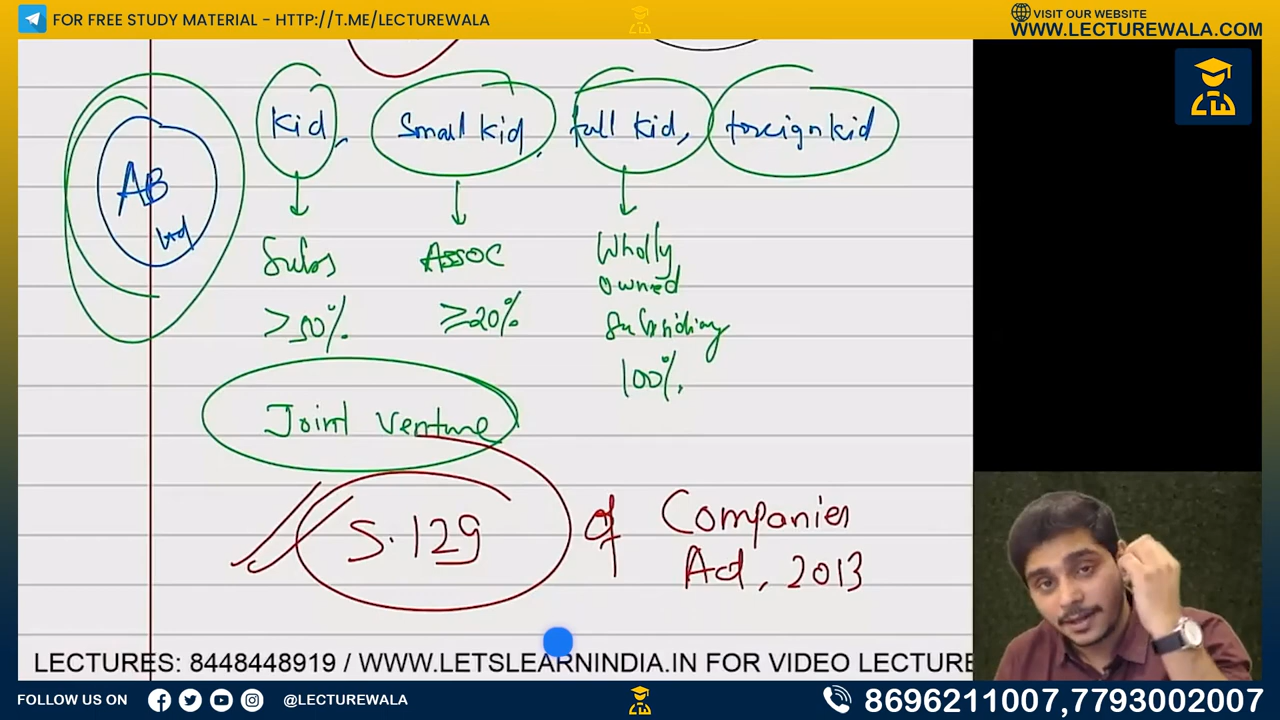 FOR FREE STUDY MATERIAL - HTTP://T.ME/LECTUREWALA
VISIT OUR WEBSITE
WWW.LECTUREWALA.COM
Kid, Small kid, tall kid, foreign kid
AB
Ltd
Subs Assoc Wholly
owned
>50% ≥20% Subsidiary
100%.
Joint Venture
S.129 of Companies
Act, 2013
LECTURES: 8448448919 / WWW.LETSLEARNINDIA.IN FOR VIDEO LECTURE
FOLLOW US ON @LECTUREWALA 8696211007,7793002007